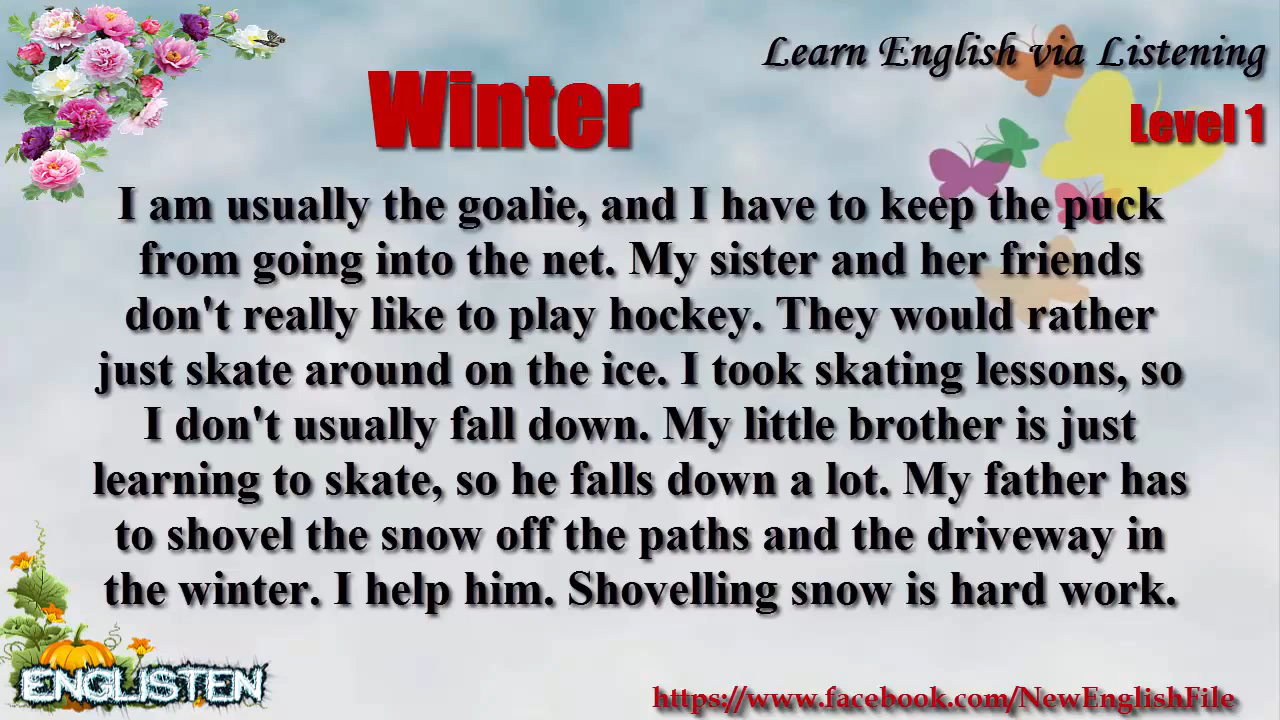 Learn English via Listening
Winter
Level 1
I am usually the goalie, and I have to keep the puck
from going into the net. My sister and her friends
don't really like to play hockey. They would rather
just skate around on the ice. I took skating lessons, so
I don't usually fall down. My little brother is just
learning to skate, so he falls down a lot. My father has
to shovel the snow off the paths and the driveway in
the winter. I help him. Shovelling snow is hard work.
ENGLISTEN
https://www.facebook.com/NewEnglishFile